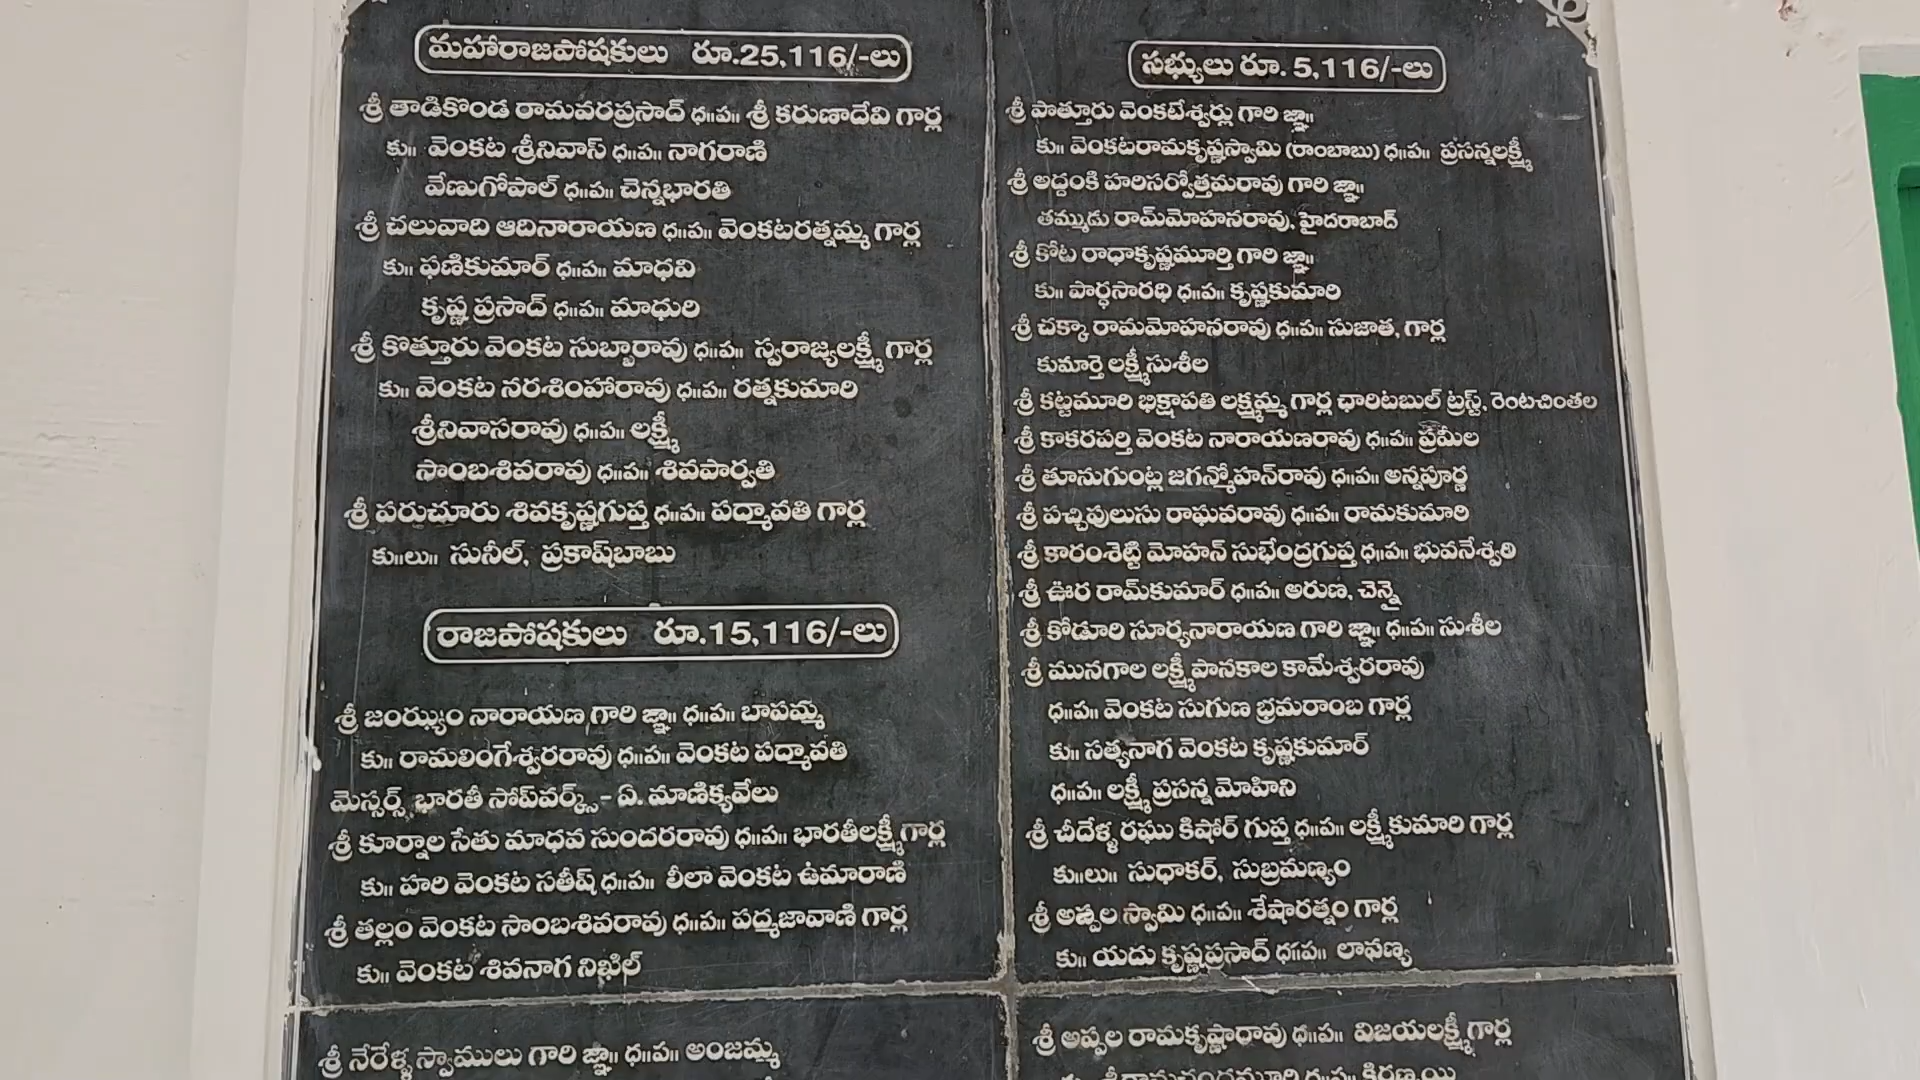 మహారాజపోషకులు రూ.25,116/-లు
శ్రీ తాడికొండ రామవరప్రసాద్ ధ॥ప॥ శ్రీ కరుణాదేవి గార్ల
కు॥ వెంకట శ్రీనివాస్ ధ॥ప॥ నాగరాణి
వేణుగోపాల్ ధ॥ప॥ చెన్నభారతి
శ్రీ చలువాది ఆదినారాయణ ధ॥ప॥ వెంకటరత్నమ్మ గార్ల
కు॥ ఫణికుమార్ ధ॥ప॥ మాధవి
కృష్ణ ప్రసాద్ ధ॥ప॥ మాధురి
శ్రీ కొత్తూరు వెంకట సుబ్బారావు ధ॥ప॥ స్వరాజ్యలక్ష్మీ గార్ల
కు॥ వెంకట నరశింహారావు ధ॥ప॥ రత్నకుమారి
శ్రీనివాసరావు ధ॥ప॥ లక్ష్మీ
సాంబశివరావు ధ॥ప॥ శివపార్వతి
శ్రీ పరుచూరు శివకృష్ణగుప్త ధ॥ప॥ పద్మావతి గార్ల
కు॥లు॥ సునీల్, ప్రకాష్‌బాబు
రాజపోషకులు రూ.15,116/-లు
శ్రీ జంఝ్యం నారాయణ గారి జ్ఞా॥ ధ॥ప॥ బాపమ్మ
కు॥ రామలింగేశ్వరరావు ధ॥ప॥ వెంకట పద్మావతి
మెస్సర్స్ భారతీ సోప్‌వర్క్స్ - ఏ. మాణిక్యవేలు
శ్రీ కూర్నాల సేతు మాధవ సుందరరావు ధ॥ప॥ భారతీలక్ష్మీ గార్ల
కు॥ హరి వెంకట సతీష్ ధ॥ప॥ లీలా వెంకట ఉమారాణి
శ్రీ తల్లం వెంకట సాంబశివరావు ధ॥ప॥ పద్మజావాణి గార్ల
కు॥ వెంకట శివనాగ నిఖిల్
శ్రీ నేరేళ్ళ స్వాములు గారి జ్ఞా॥ ధ॥ప॥ అంజమ్మ
సభ్యులు రూ. 5,116/-లు
శ్రీ పొత్తూరు వెంకటేశ్వర్లు గారి జ్ఞా॥
కు॥ వెంకటరామకృష్ణస్వామి (రాంబాబు) ధ॥ప॥ ప్రసన్నలక్ష్మీ
శ్రీ అద్దంకి హరిసర్వోత్తమరావు గారి జ్ఞా॥
తమ్ముడు రామ్‌మోహనరావు, హైదరాబాద్
శ్రీ కోట రాధాకృష్ణమూర్తి గారి జ్ఞా॥
కు॥ పార్ధసారధి ధ॥ప॥ కృష్ణకుమారి
శ్రీ చక్కా రామమోహనరావు ధ॥ప॥ సుజాత, గార్ల
కుమార్తె లక్ష్మీసుశీల
శ్రీ కట్టమూరి భిక్షాపతి లక్ష్మమ్మ గార్ల ఛారిటబుల్ ట్రస్ట్, రెంటచింతల
శ్రీ కాకరపర్తి వెంకట నారాయణరావు ధ॥ప॥ ప్రమీల
శ్రీ తూనుగుంట్ల జగన్మోహన్‌రావు ధ॥ప॥ అన్నపూర్ణ
శ్రీ పచ్చిపులుసు రాఘవరావు ధ॥ప॥ రామకుమారి
శ్రీ కారంశెట్టి మోహన్ సుభేంద్రగుప్త ధ॥ప॥ భువనేశ్వరి
శ్రీ ఊర రామ్‌కుమార్ ధ॥ప॥ అరుణ, చెన్నై
శ్రీ కోడూరి సూర్యనారాయణ గారి జ్ఞా॥ ధ॥ప॥ సుశీల
శ్రీ మునగాల లక్ష్మీ పానకాల కామేశ్వరరావు
ధ॥ప॥ వెంకట సుగుణ భ్రమరాంబ గార్ల
కు॥ సత్యనాగ వెంకట కృష్ణకుమార్
ధ॥ప॥ లక్ష్మీ ప్రసన్న మోహిని
శ్రీ చీదేళ్ళ రఘు కిషోర్ గుప్త ధ॥ప॥ లక్ష్మీకుమారి గార్ల
కు॥లు॥ సుధాకర్, సుబ్రమణ్యం
శ్రీ అప్పల స్వామి ధ॥ప॥ శేషారత్నం గార్ల
కు॥ యదు కృష్ణప్రసాద్ ధ॥ప॥ లావణ్య
శ్రీ అప్పల రామకృష్ణారావు ధ॥ప॥ విజయలక్ష్మీ గార్ల